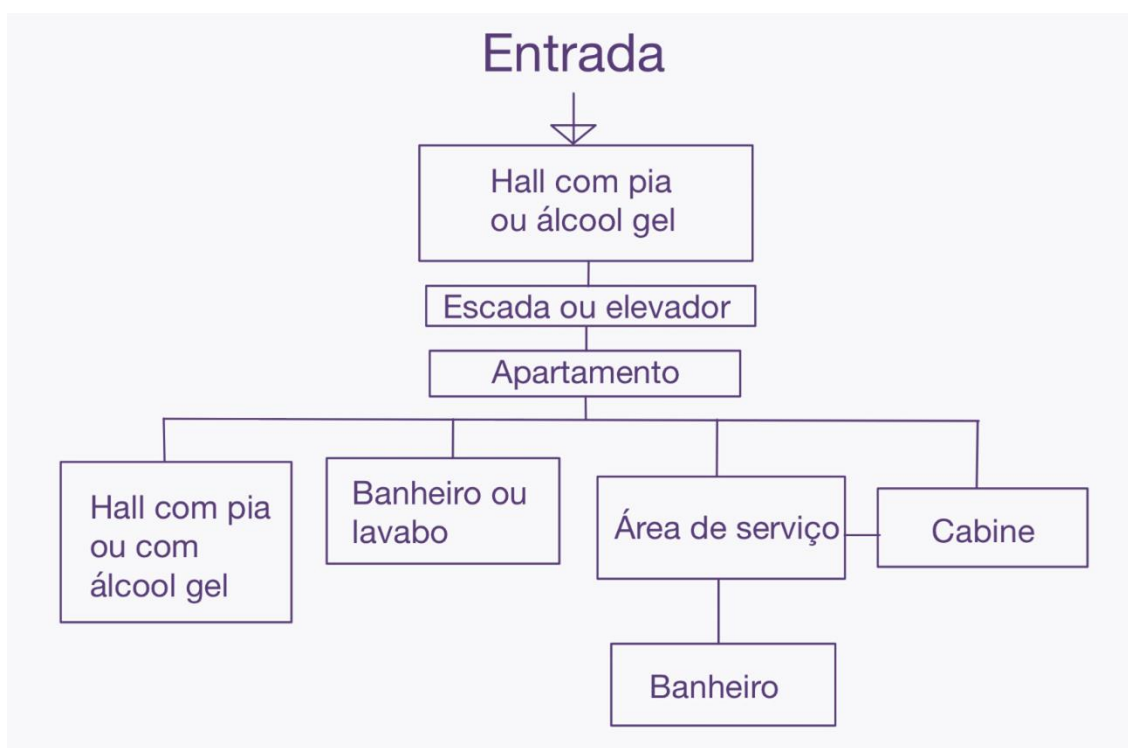 Entrada
Hall com pia
ou álcool gel
Escada ou elevador
Apartamento
Hall com pia
ou com
álcool gel
Banheiro ou
lavabo
Área de serviço
Cabine
Banheiro